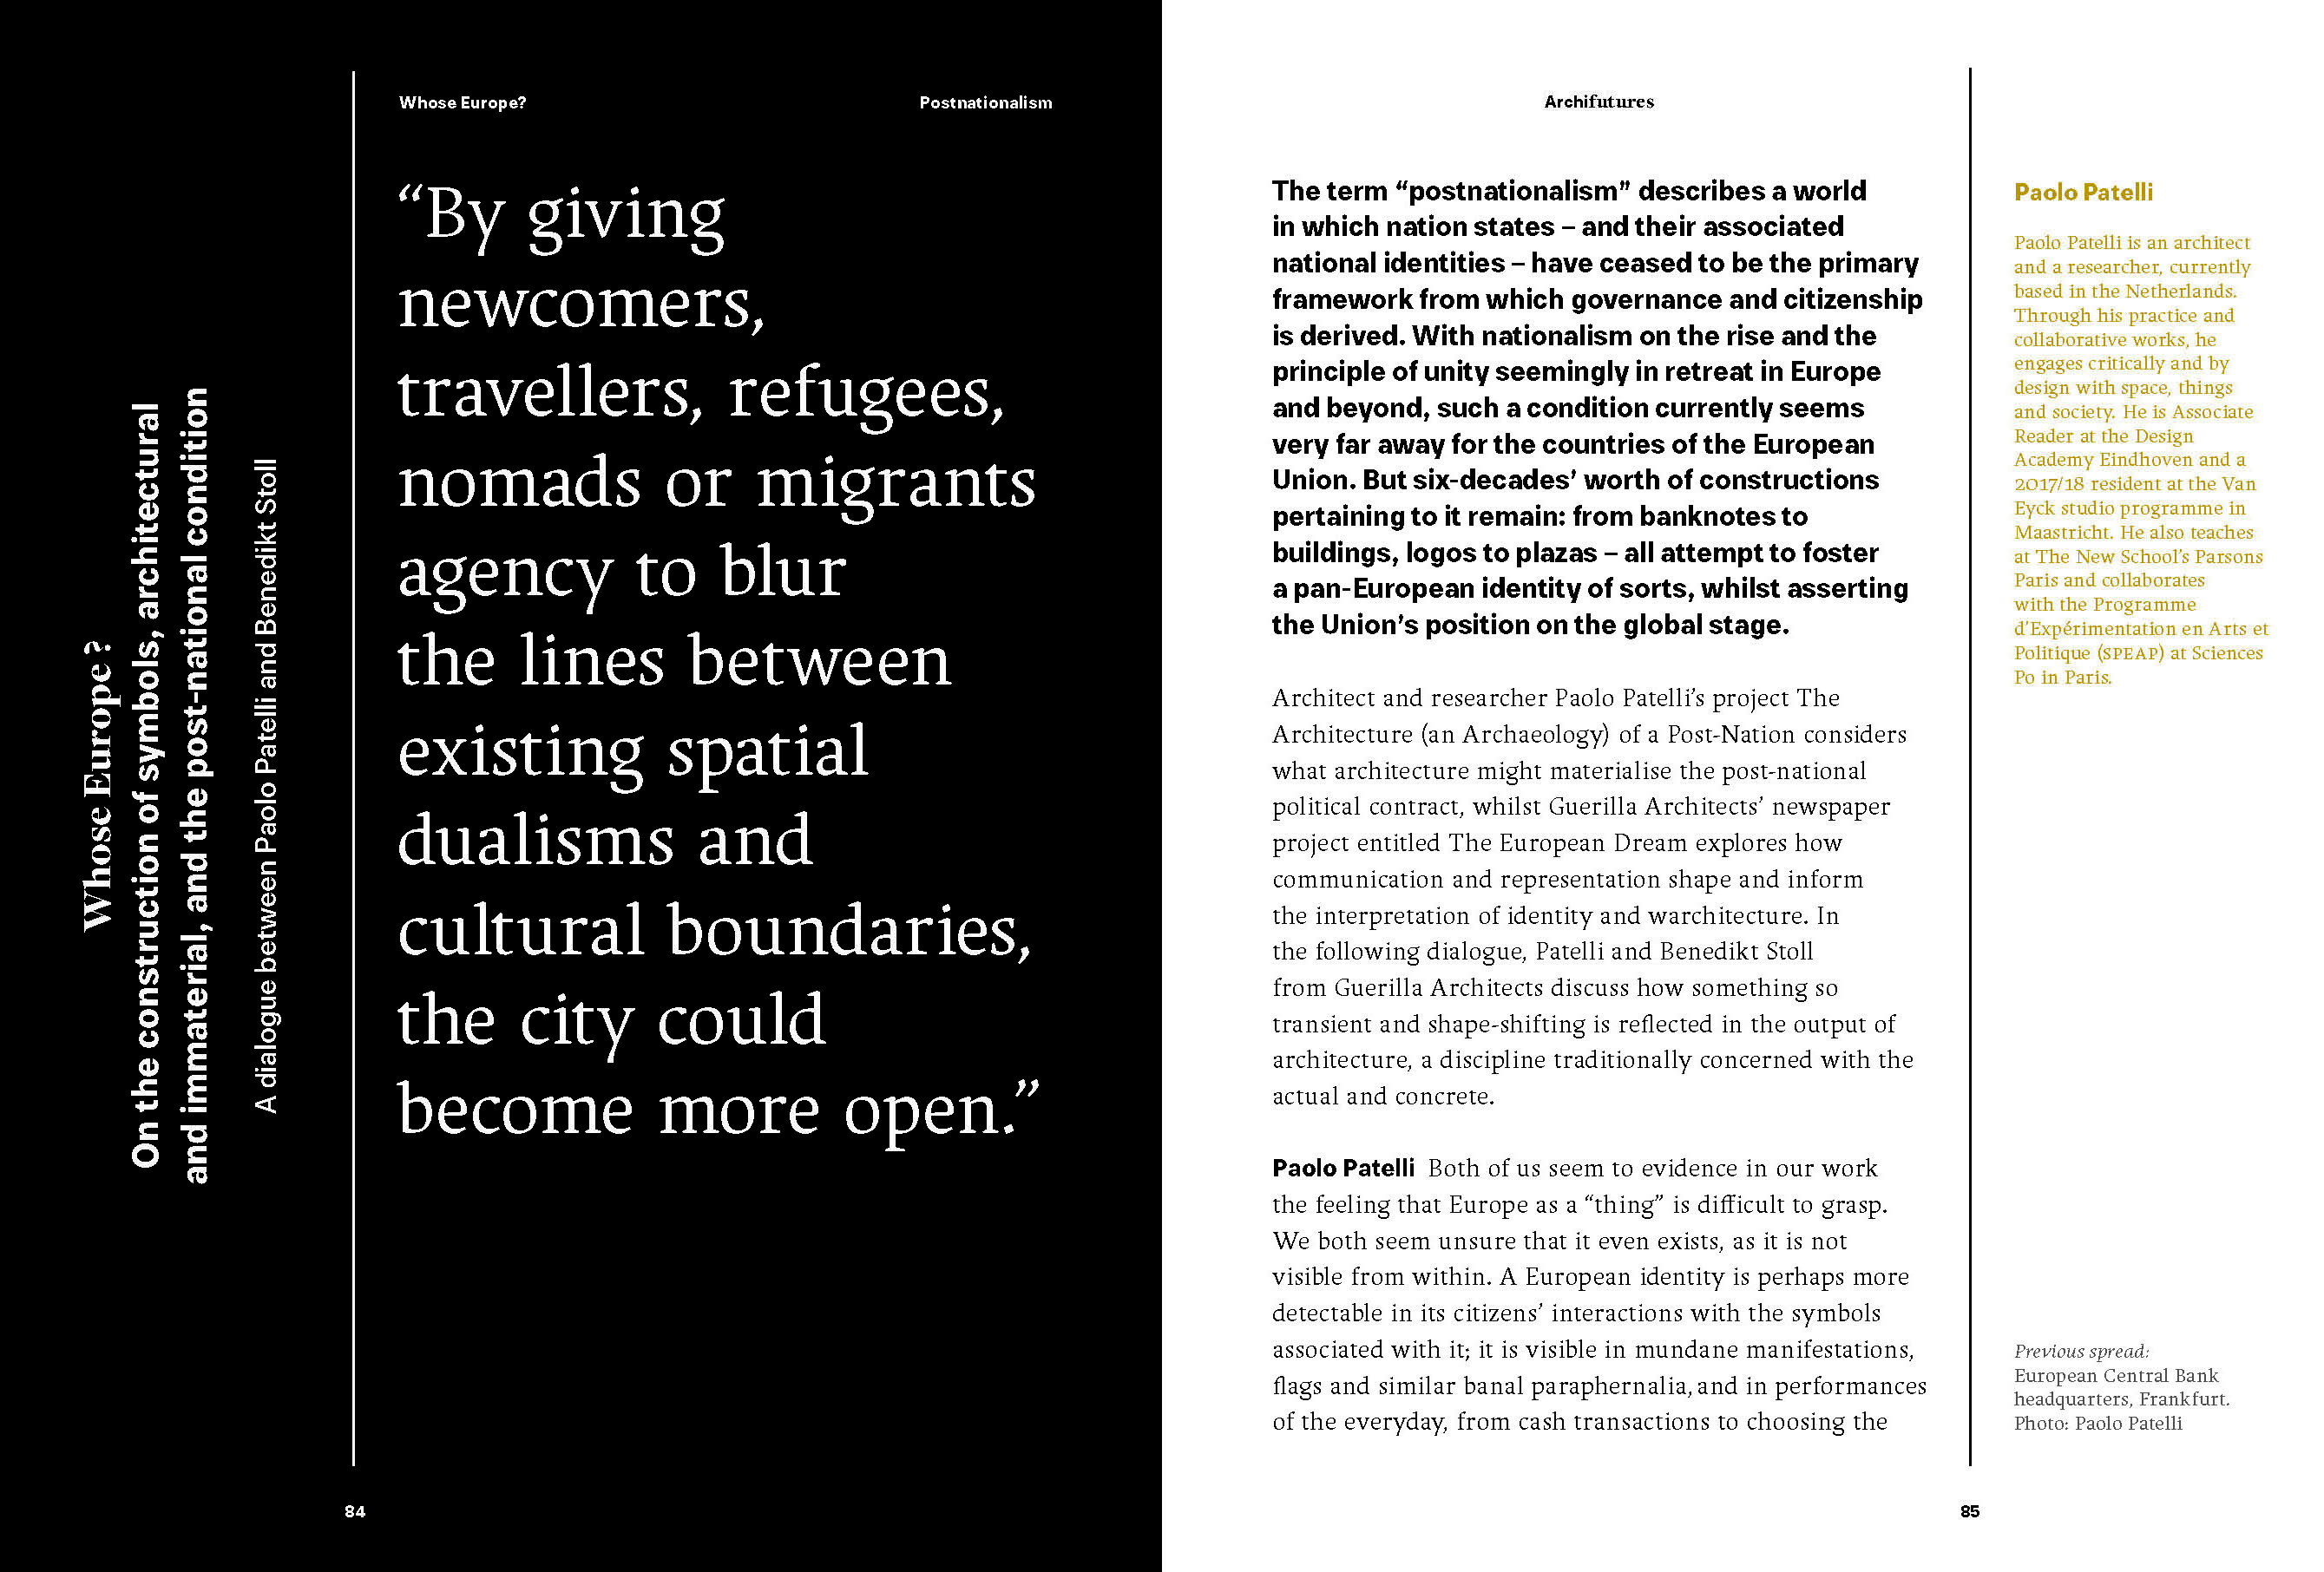 Whose Europe?
On the construction of symbols, architectural
and immaterial, and the post-national condition
A dialogue between Paolo Patelli and Benedikt Stoll
Whose Europe?
Postnationalism
“By giving
newcomers,
travellers, refugees,
nomads or migrants
agency to blur
the lines between
existing spatial
dualisms and
cultural boundaries,
the city could
become more open.”
84
Archifutures
The term “postnationalism” describes a world
in which nation states – and their associated
national identities – have ceased to be the primary
framework from which governance and citizenship
is derived. With nationalism on the rise and the
principle of unity seemingly in retreat in Europe
and beyond, such a condition currently seems
very far away for the countries of the European
Union. But six-decades’ worth of constructions
pertaining to it remain: from banknotes to
buildings, logos to plazas – all attempt to foster
a pan-European identity of sorts, whilst asserting
the Union’s position on the global stage.
Architect and researcher Paolo Patelli’s project The
Architecture (an Archaeology) of a Post-Nation considers
what architecture might materialise the post-national
political contract, whilst Guerilla Architects’ newspaper
project entitled The European Dream explores how
communication and representation shape and inform
the interpretation of identity and warchitecture. In
the following dialogue, Patelli and Benedikt Stoll
from Guerilla Architects discuss how something so
transient and shape-shifting is reflected in the output of
architecture, a discipline traditionally concerned with the
actual and concrete.
Paolo Patelli Both of us seem to evidence in our work
the feeling that Europe as a “thing” is difficult to grasp.
We both seem unsure that it even exists, as it is not
visible from within. A European identity is perhaps more
detectable in its citizens’ interactions with the symbols
associated with it; it is visible in mundane manifestations,
flags and similar banal paraphernalia, and in performances
of the everyday, from cash transactions to choosing the
Paolo Patelli
Paolo Patelli is an architect
and a researcher, currently
based in the Netherlands.
Through his practice and
collaborative works, he
engages critically and by
design with space, things
and society. He is Associate
Reader at the Design
Academy Eindhoven and a
2017/18 resident at the Van
Eyck studio programme in
Maastricht. He also teaches
at The New School’s Parsons
Paris and collaborates
with the Programme
d’Expérimentation en Arts et
Politique (SPEAP) at Sciences
Po in Paris.
Previous spread:
European Central Bank
headquarters, Frankfurt.
Photo: Paolo Patelli
85